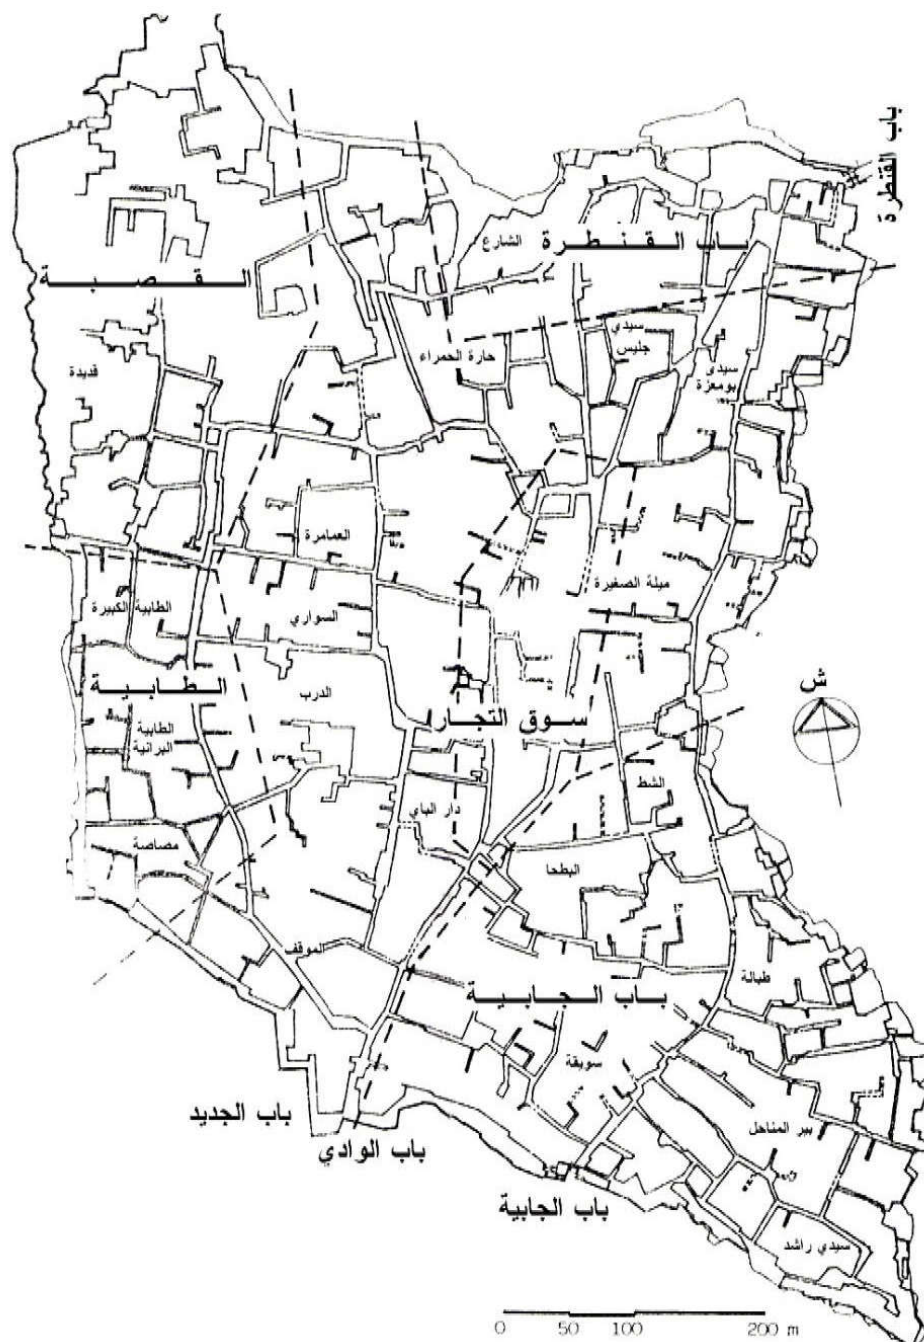 باب القنطرة
الشارع
باب القنطرة
القصبة
سيدي
جليس
حارة الحمراء
سيدى
بومعزة
قديدة
العمامرة
ميلة الصغيرة
الطابية الكبيرة
السواري
الطابية
الدرب
ش
سوق التجار
الطابية
البرانية
الشط
دار الباي
مصاصة
البطحا
الموقف
طبالة
باب الجابية
سويقة
باب الجديد
بير المناحل
باب الوادي
باب الجابية
سيدي راشد
0 50 100 200 m